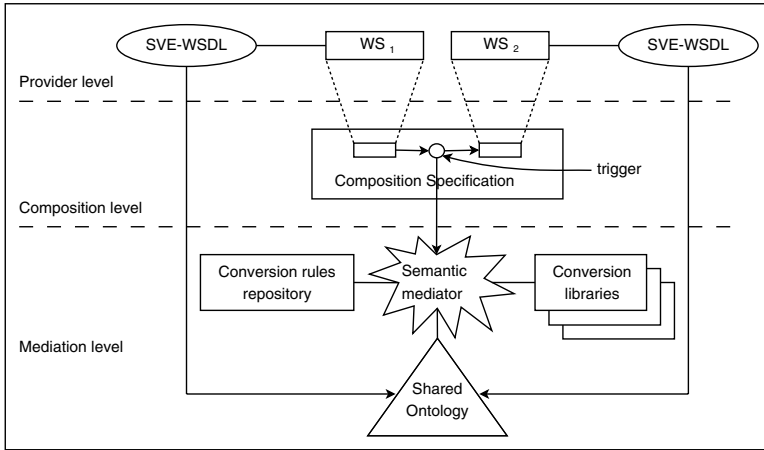 SVE-WSDL
WS 1
WS 2
SVE-WSDL
Provider level
trigger
Composition Specification
Composition level
Conversion rules
repository
Semantic
mediator
Conversion
libraries
Mediation level
Shared
Ontology